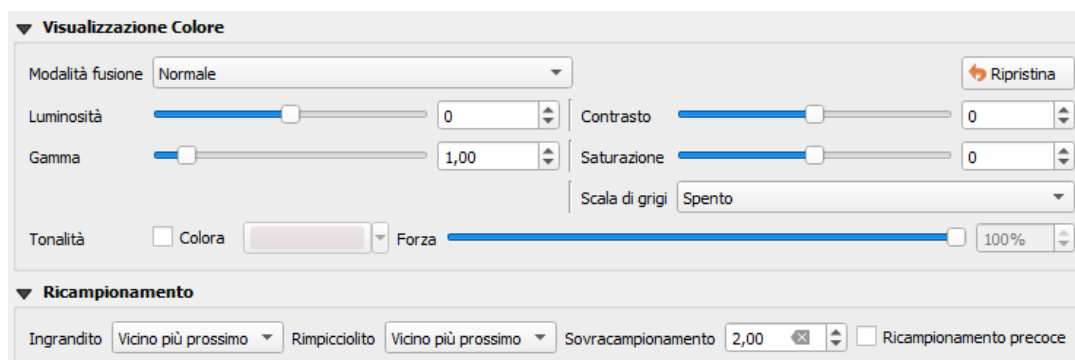 Visualizzazione Colore
Modalità fusione Normale Ripristina
Luminosità 0 Contrasto 0
Gamma 1,00 Saturazione 0
Scala di grigi Spento
Tonalità Colora Forza 100%
Ricampionamento
Ingrandito Vicino più prossimo Rimpicciolito Vicino più prossimo Sovracampionamento 2,00 Ricampionamento precoce